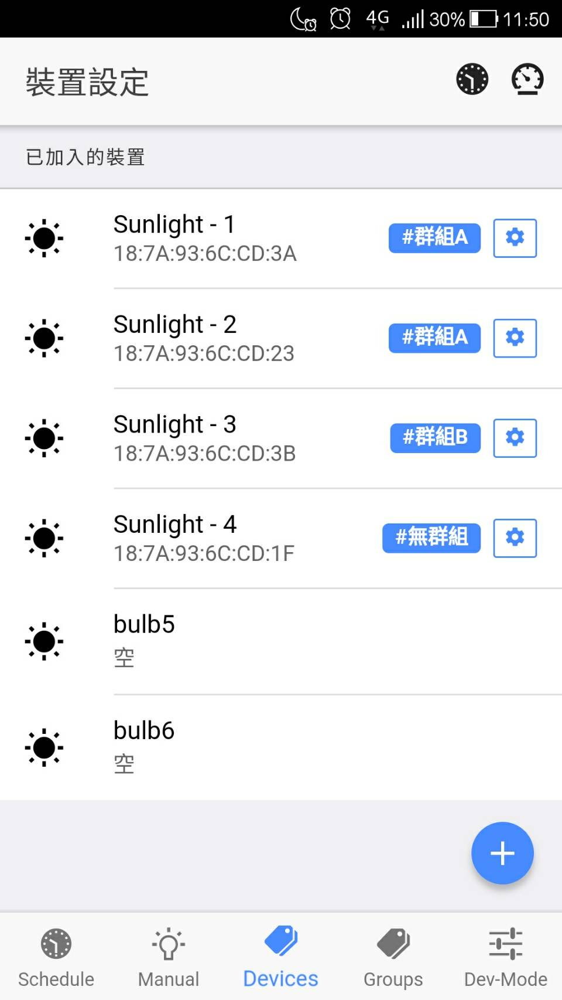 4G 30% 11:50
裝置設定
已加入的裝置
Sunlight - 1
18:7A:93:6C:CD:3A
#群組A
Sunlight - 2
18:7A:93:6C:CD:23
#群組A
Sunlight - 3
18:7A:93:6C:CD:3B
#群組B
Sunlight - 4
18:7A:93:6C:CD:1F
#無群組
bulb5
空
bulb6
空
Schedule Manual Devices Groups Dev-Mode